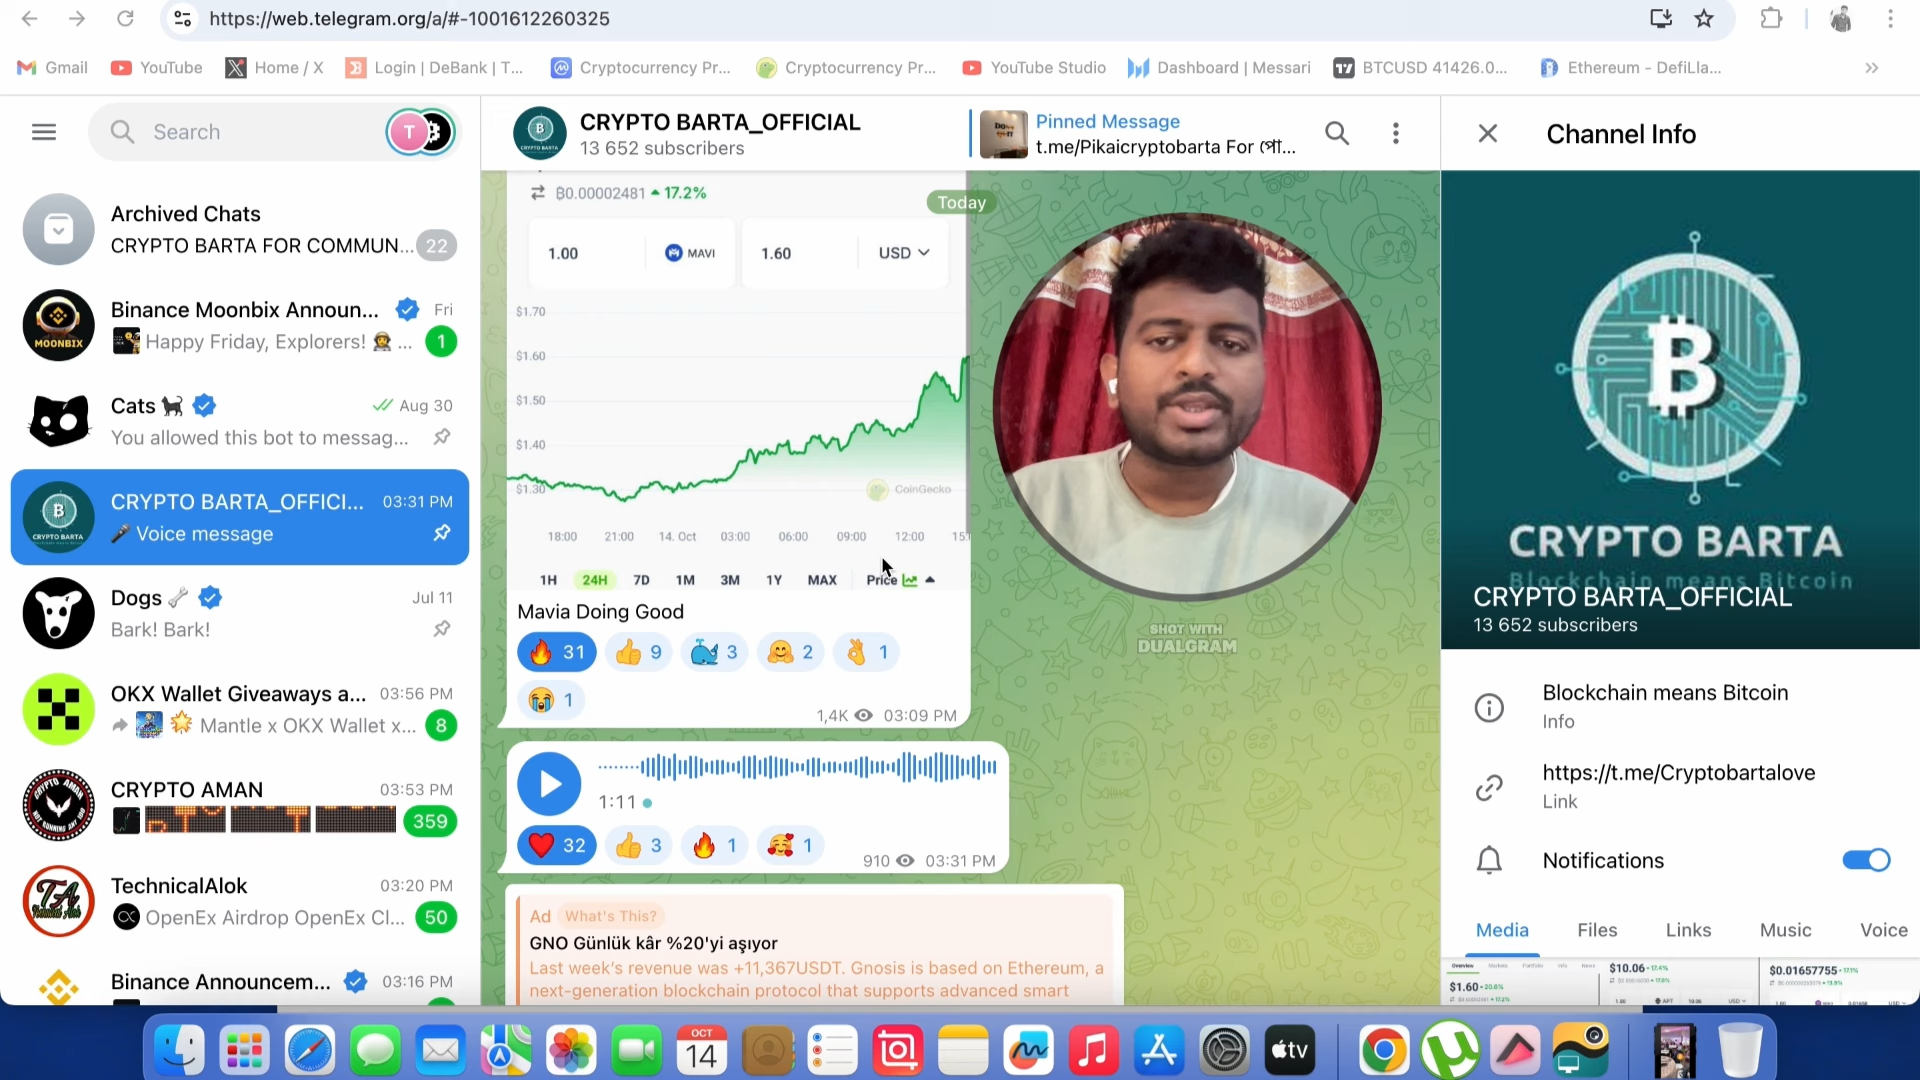 https://web.telegram.org/a/#-1001612260325
Gmail
YouTube
Home / X
Login | DeBank | T...
Cryptocurrency Pr...
Cryptocurrency Pr...
YouTube Studio
Dashboard | Messari
BTCUSD 41426.0...
Ethereum - DefiLla...
Search
T
Archived Chats
CRYPTO BARTA FOR COMMUN... 22
Binance Moonbix Announ... Fri
Happy Friday, Explorers! 👨‍🚀 ... 1
MOONBIX
Cats 🐈‍⬛ Aug 30
You allowed this bot to messag...
CRYPTO BARTA_OFFICI... 03:31 PM
🎤 Voice message
CRYPTO BARTA
Dogs 🦴 Jul 11
Bark! Bark!
OKX Wallet Giveaways a... 03:56 PM
Mantle x OKX Wallet x... 8
CRYPTO AMAN 03:53 PM
359
TechnicalAlok 03:20 PM
OpenEx Airdrop OpenEx Cl... 50
Binance Announcem... 03:16 PM
CRYPTO BARTA_OFFICIAL
13 652 subscribers
Pinned Message
t.me/Pikaicryptobarta For পো...
₿0.00002481 ▲ 17.2%
Today
1.00 MAVI 1.60 USD
$1.70
$1.60
$1.50
$1.40
$1.30
CoinGecko
18:00 21:00 14. Oct 03:00 06:00 09:00 12:00
1H 24H 7D 1M 3M 1Y MAX Price
Mavia Doing Good
🔥 31 👍 9 🐳 3 🤗 2 👌 1
😭 1
1,4K 03:09 PM
1:11
❤️ 32 👍 3 🔥 1 🥰 1
910 03:31 PM
Ad What's This?
GNO Günlük kâr %20'yi aşıyor
Last week's revenue was +11,367USDT. Gnosis is based on Ethereum, a
next-generation blockchain protocol that supports advanced smart
SHOT WITH
DUALGRAM
Channel Info
CRYPTO BARTA
Blockchain means Bitcoin
CRYPTO BARTA_OFFICIAL
13 652 subscribers
Blockchain means Bitcoin
Info
https://t.me/Cryptobartalove
Link
Notifications
Media Files Links Music Voice
$1.60
$10.06
$0.01657755
OCT
14
tv